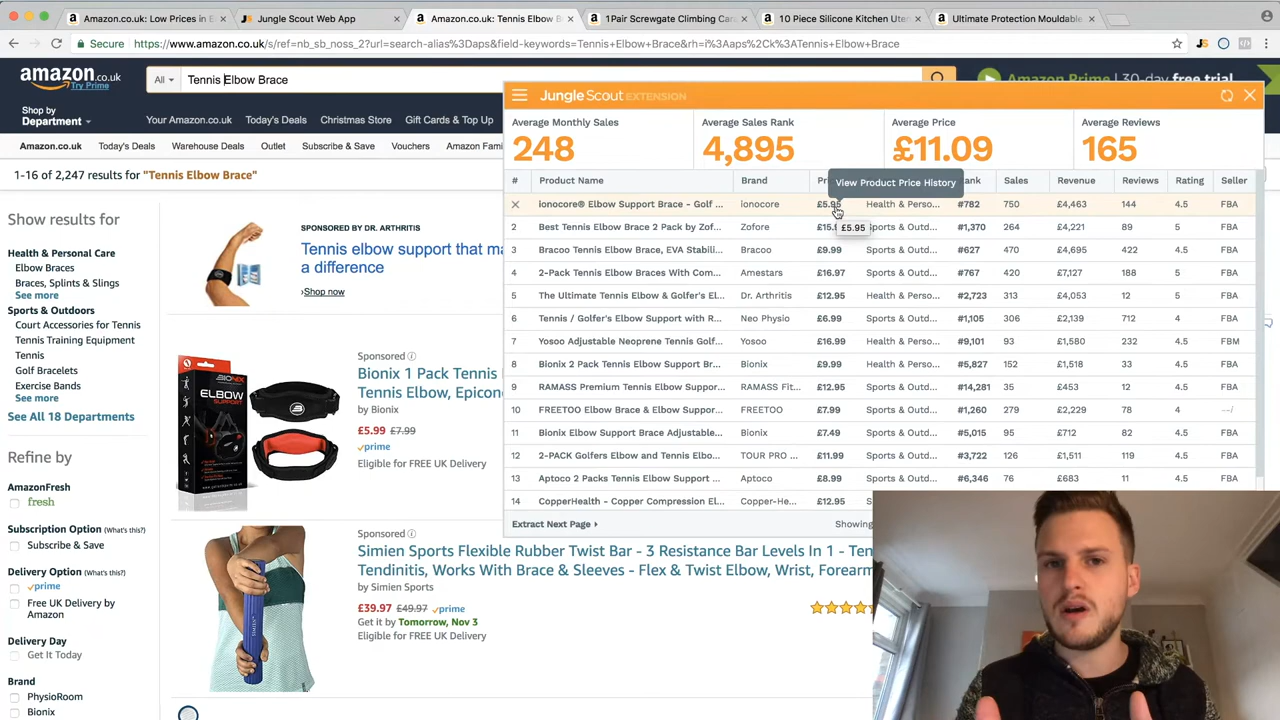 Amazon.co.uk: Low Prices in E
Jungle Scout Web App
Amazon.co.uk: Tennis Elbow B
1Pair Screwgate Climbing Car
10 Piece Silicone Kitchen Uten
Ultimate Protection Mouldable
Secure https://www.amazon.co.uk/s/ref=nb_sb_noss_2?url=search-alias%3Daps&field-keywords=Tennis+Elbow+Brace&rh=i%3Aaps%2Ck%3ATennis+Elbow+Brace
amazon.co.uk
Try Prime
All
Tennis Elbow Brace
Amazon Prime | 30-day free trial
Shop by
Department
Your Amazon.co.uk Today's Deals Christmas Store Gift Cards & Top Up
Amazon.co.uk Today's Deals Warehouse Deals Outlet Subscribe & Save Vouchers Amazon Fam
1-16 of 2,247 results for "Tennis Elbow Brace"
Show results for
Health & Personal Care
Elbow Braces
Braces, Splints & Slings
See more
Sports & Outdoors
Court Accessories for Tennis
Tennis Training Equipment
Tennis
Golf Bracelets
Exercise Bands
See more
See All 18 Departments
Refine by
AmazonFresh
fresh
Subscription Option (What's this?)
Subscribe & Save
Delivery Option (What's this?)
prime
Free UK Delivery by
Amazon
Delivery Day
Get It Today
Brand
PhysioRoom
Bionix
SPONSORED BY DR. ARTHRITIS
Tennis elbow support that ma
a difference
›Shop now
BIONIX
ELBOW
SUPPORT
Sponsored
Bionix 1 Pack Tennis
Tennis Elbow, Epicon
by Bionix
£5.99 £7.99
prime
Eligible for FREE UK Delivery
Sponsored
Simien Sports Flexible Rubber Twist Bar - 3 Resistance Bar Levels In 1 - Ten
Tendinitis, Works With Brace & Sleeves - Flex & Twist Elbow, Wrist, Forearm
by Simien Sports
£39.97 £49.97 prime
Get it by Tomorrow, Nov 3
Eligible for FREE UK Delivery
Jungle Scout EXTENSION
Average Monthly Sales
248
Average Sales Rank
4,895
Average Price
£11.09
Average Reviews
165
# Product Name Brand Pr ank Sales Revenue Reviews Rating Seller
View Product Price History
ionocore® Elbow Support Brace - Golf ... ionocore £5.95 Health & Perso... #782 750 £4,463 144 4.5 FBA
£5.95
2 Best Tennis Elbow Brace 2 Pack by Zof... Zofore £15. Sports & Outd... #1,370 264 £4,221 89 5 FBA
3 Bracoo Tennis Elbow Brace, EVA Stabili... Bracoo £9.99 Sports & Outd... #627 470 £4,695 422 4.5 FBA
4 2-Pack Tennis Elbow Braces With Com... Amestars £16.97 Sports & Outd... #767 420 £7,127 188 5 FBA
5 The Ultimate Tennis Elbow & Golfer's El... Dr. Arthritis £12.95 Health & Perso... #2,723 313 £4,053 12 5 FBA
6 Tennis / Golfer's Elbow Support with R... Neo Physio £6.99 Sports & Outd... #1,105 306 £2,139 712 4 FBA
7 Yosoo Adjustable Neoprene Tennis Golf... Yosoo £16.99 Sports & Outd... #9,101 93 £1,580 232 4.5 FBM
8 Bionix 2 Pack Tennis Elbow Support Br... Bionix £9.99 Sports & Outd... #5,827 152 £1,518 33 4.5 FBA
9 RAMASS Premium Tennis Elbow Suppor... RAMASS Fit... £12.95 Sports & Outd... #14,281 35 £453 12 4.5 FBA
10 FREETOO Elbow Brace & Elbow Suppor... FREETOO £7.99 Sports & Outd... #1,260 279 £2,229 78 4 --/
11 Bionix Elbow Support Brace Adjustable... Bionix £7.49 Sports & Outd... #5,015 95 £712 82 4.5 FBA
12 2-PACK Golfers Elbow and Tennis Elbo... TOUR PRO ... £11.99 Sports & Outd... #3,722 126 £1,511 119 4.5 FBA
13 Aptoco 2 Packs Tennis Elbow Support ... Aptoco £8.99 Sports & Outd... #6,346 76 £683 11 4.5 FBA
14 CopperHealth - Copper Compression El... Copper-He... £12.95
Extract Next Page
Showing